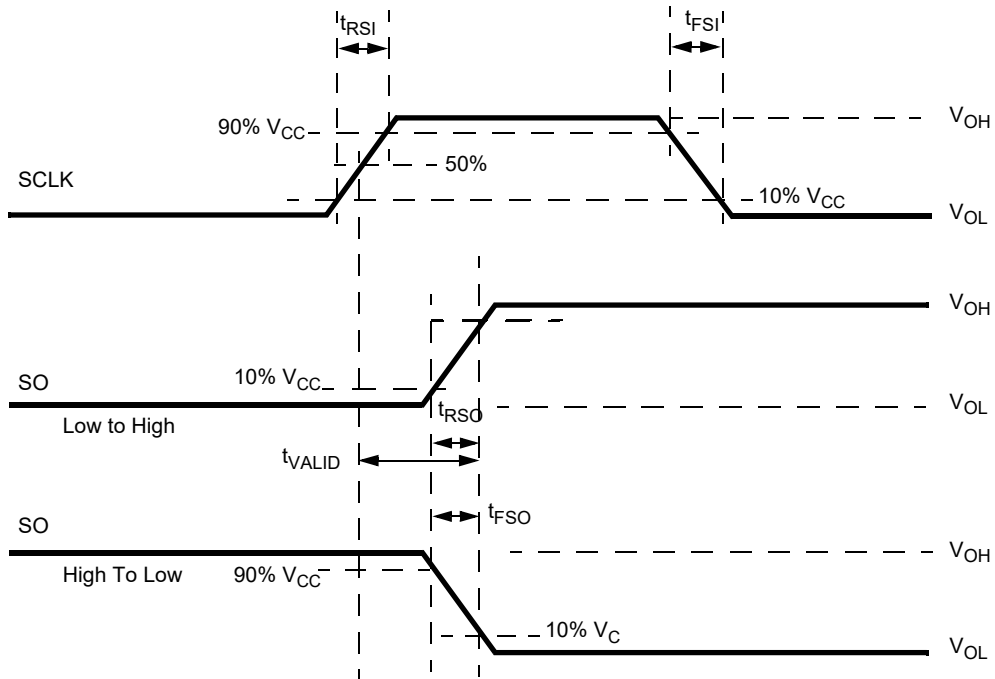 tRSI
tFSI
90% VCC
VOH
50%
SCLK
10% VCC
VOL
VOH
SO
10% VCC
tRSO
VOL
Low to High
tVALID
tFSO
SO
VOH
High To Low
90% VCC
10% VC
VOL